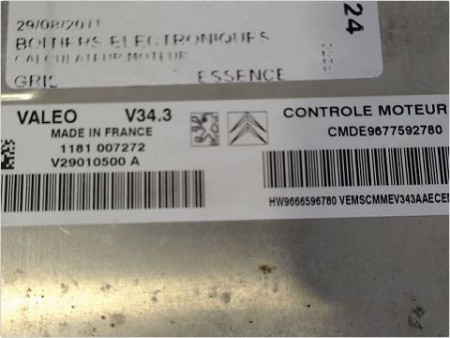 29/08/2011
24
BOITIERS ELECTRONIQUES
CALCULATEUR MOTEUR
GRIS ESSENCE
VALEO V34.3
MADE IN FRANCE
1181 007272
V29010500 A
CONTROLE MOTEUR
CMDE9677592780
HW9666596780 VEMSCMMEV343AAECEN